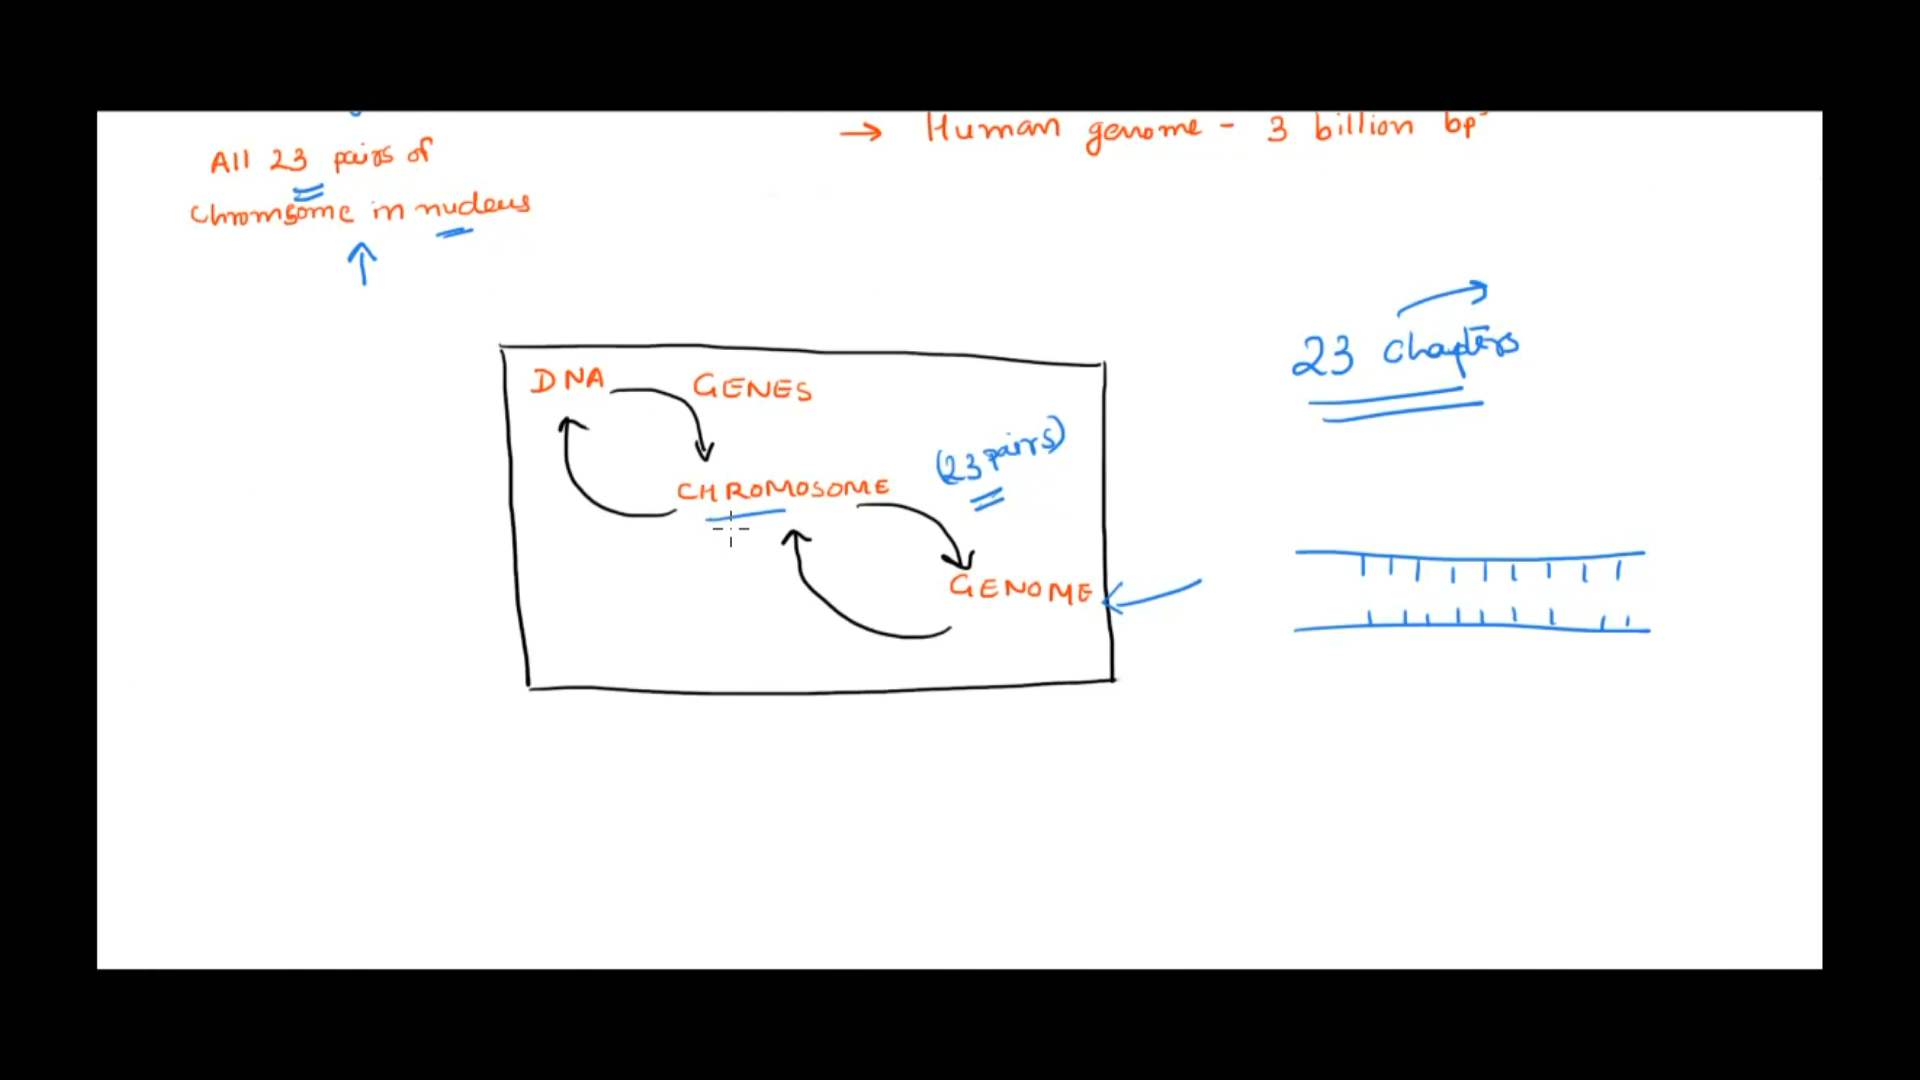 → Human genome - 3 billion bp
All 23 pairs of
chromsome in nucleus
23 chapters
DNA GENES
(23 pairs)
CHROMOSOME
GENOME